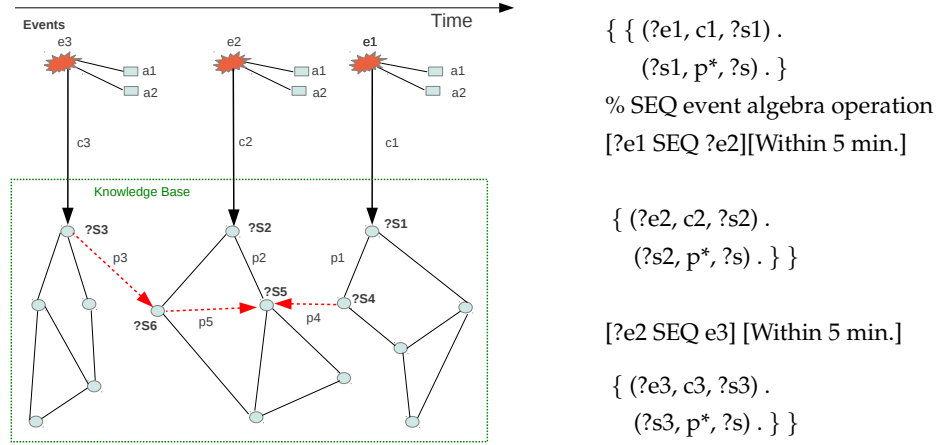 Time
Events
e3
e2
e1
a1
a2
a1
a2
a1
a2
c3
c2
c1
Knowledge Base
?S3
?S2
?S1
p3
p2
p1
?S5
?S4
?S6
p5
p4
{ { (?e1, c1, ?s1) .
(?s1, p*, ?s) . }
% SEQ event algebra operation
[?e1 SEQ ?e2][Within 5 min.]
{ (?e2, c2, ?s2) .
(?s2, p*, ?s) . } }
[?e2 SEQ e3] [Within 5 min.]
{ (?e3, c3, ?s3) .
(?s3, p*, ?s) . } }